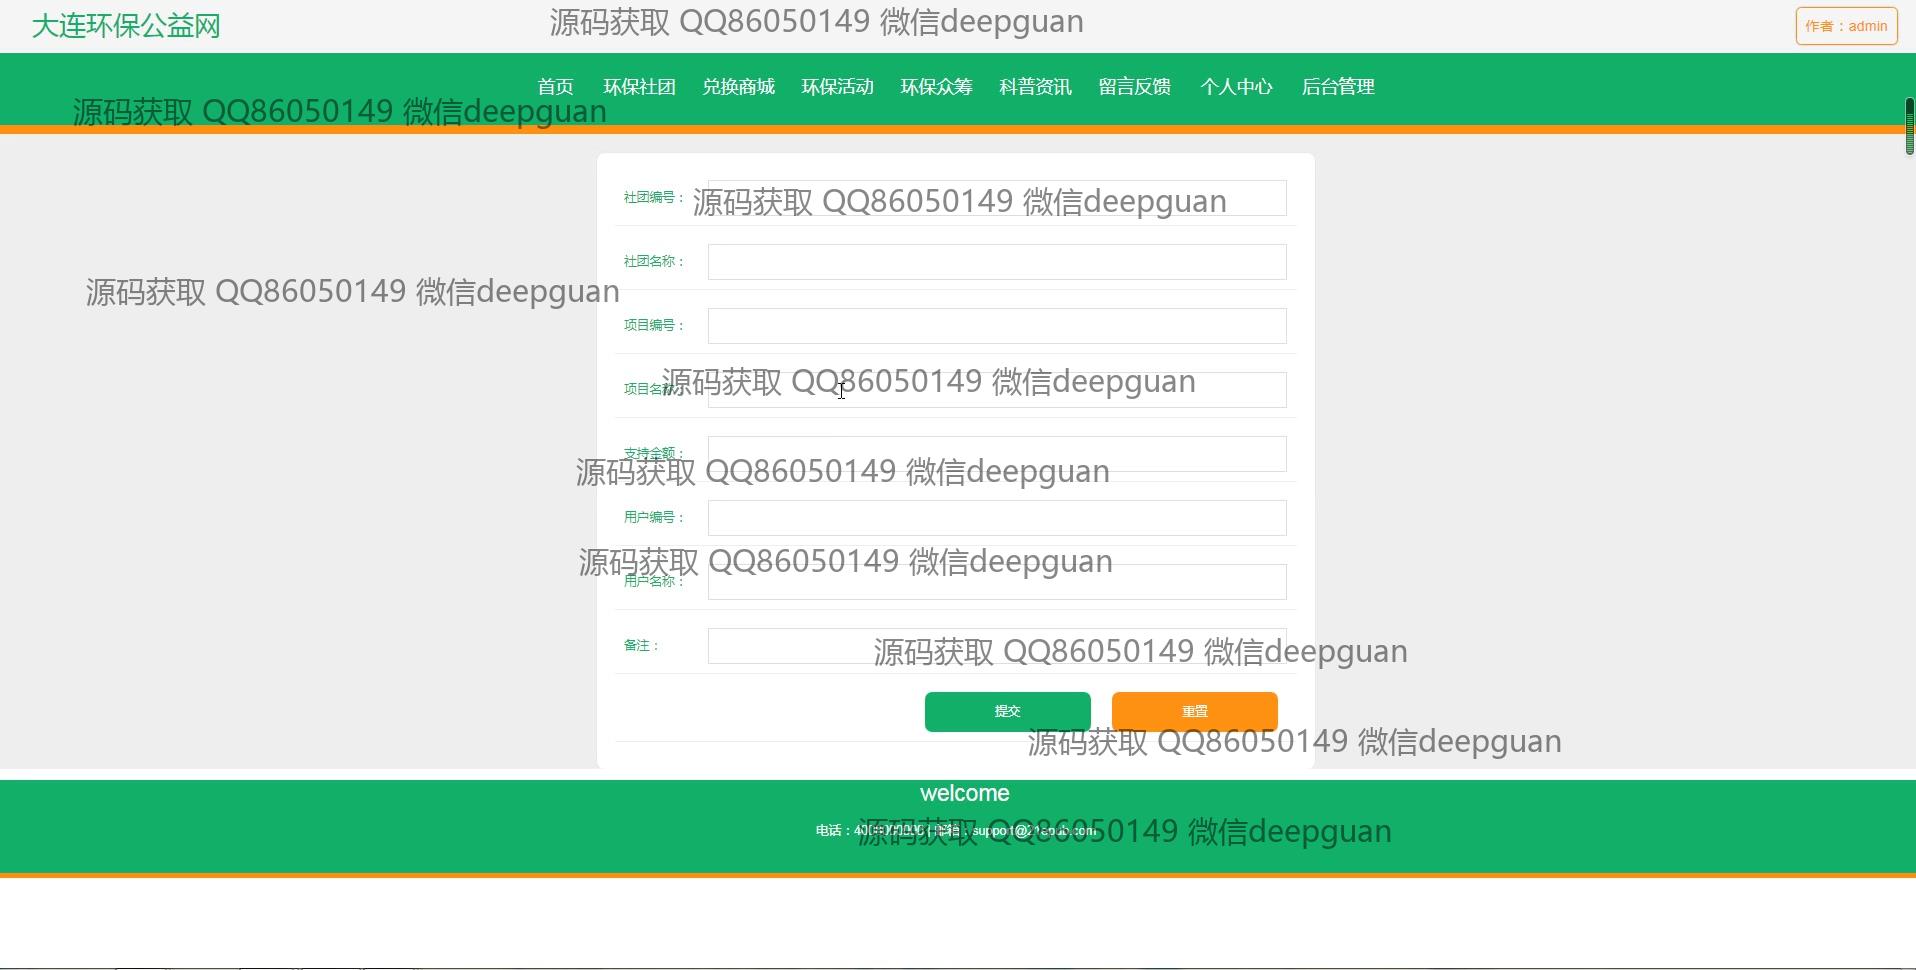 大连环保公益网
源码获取 QQ86050149 微信deepguan
作者：admin
首页 环保社团 兑换商城 环保活动 环保众筹 科普资讯 留言反馈 个人中心 后台管理
源码获取 QQ86050149 微信deepguan
社团编号：
源码获取 QQ86050149 微信deepguan
社团名称：
源码获取 QQ86050149 微信deepguan
项目编号：
项目名称：
源码获取 QQ86050149 微信deepguan
支持金额：
源码获取 QQ86050149 微信deepguan
用户编号：
源码获取 QQ86050149 微信deepguan
用户名称：
备注：
源码获取 QQ86050149 微信deepguan
提交 重置
源码获取 QQ86050149 微信deepguan
welcome
电话：
源码获取 QQ86050149 微信deepguan